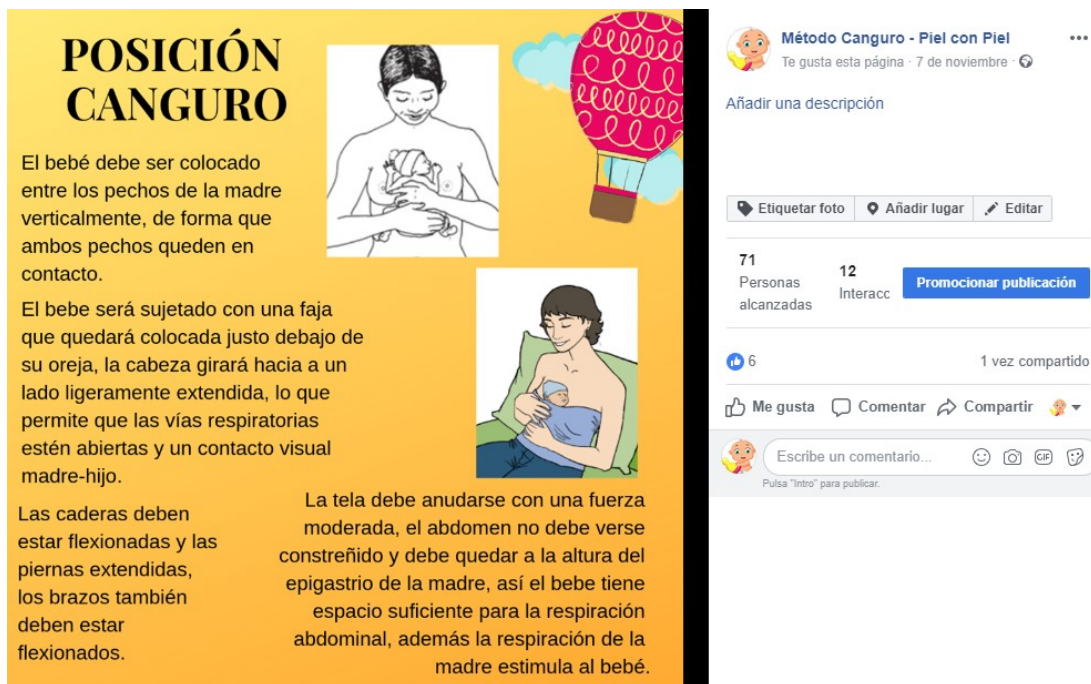 POSICIÓN
CANGURO
El bebé debe ser colocado
entre los pechos de la madre
verticalmente, de forma que
ambos pechos queden en
contacto.
El bebe será sujetado con una faja
que quedará colocada justo debajo de
su oreja, la cabeza girará hacia a un
lado ligeramente extendida, lo que
permite que las vías respiratorias
estén abiertas y un contacto visual
madre-hijo.
Las caderas deben
estar flexionadas y las
piernas extendidas,
los brazos también
deben estar
flexionados.
La tela debe anudarse con una fuerza
moderada, el abdomen no debe verse
constreñido y debe quedar a la altura del
epigastrio de la madre, así el bebe tiene
espacio suficiente para la respiración
abdominal, además la respiración de la
madre estimula al bebé.
Método Canguro - Piel con Piel
Te gusta esta página · 7 de noviembre ·
Añadir una descripción
Etiquetar foto Añadir lugar Editar
71
Personas
alcanzadas
12
Interacc
Promocionar publicación
6 1 vez compartido
Me gusta Comentar Compartir
Escribe un comentario... GIF
Pulsa "Intro" para publicar.